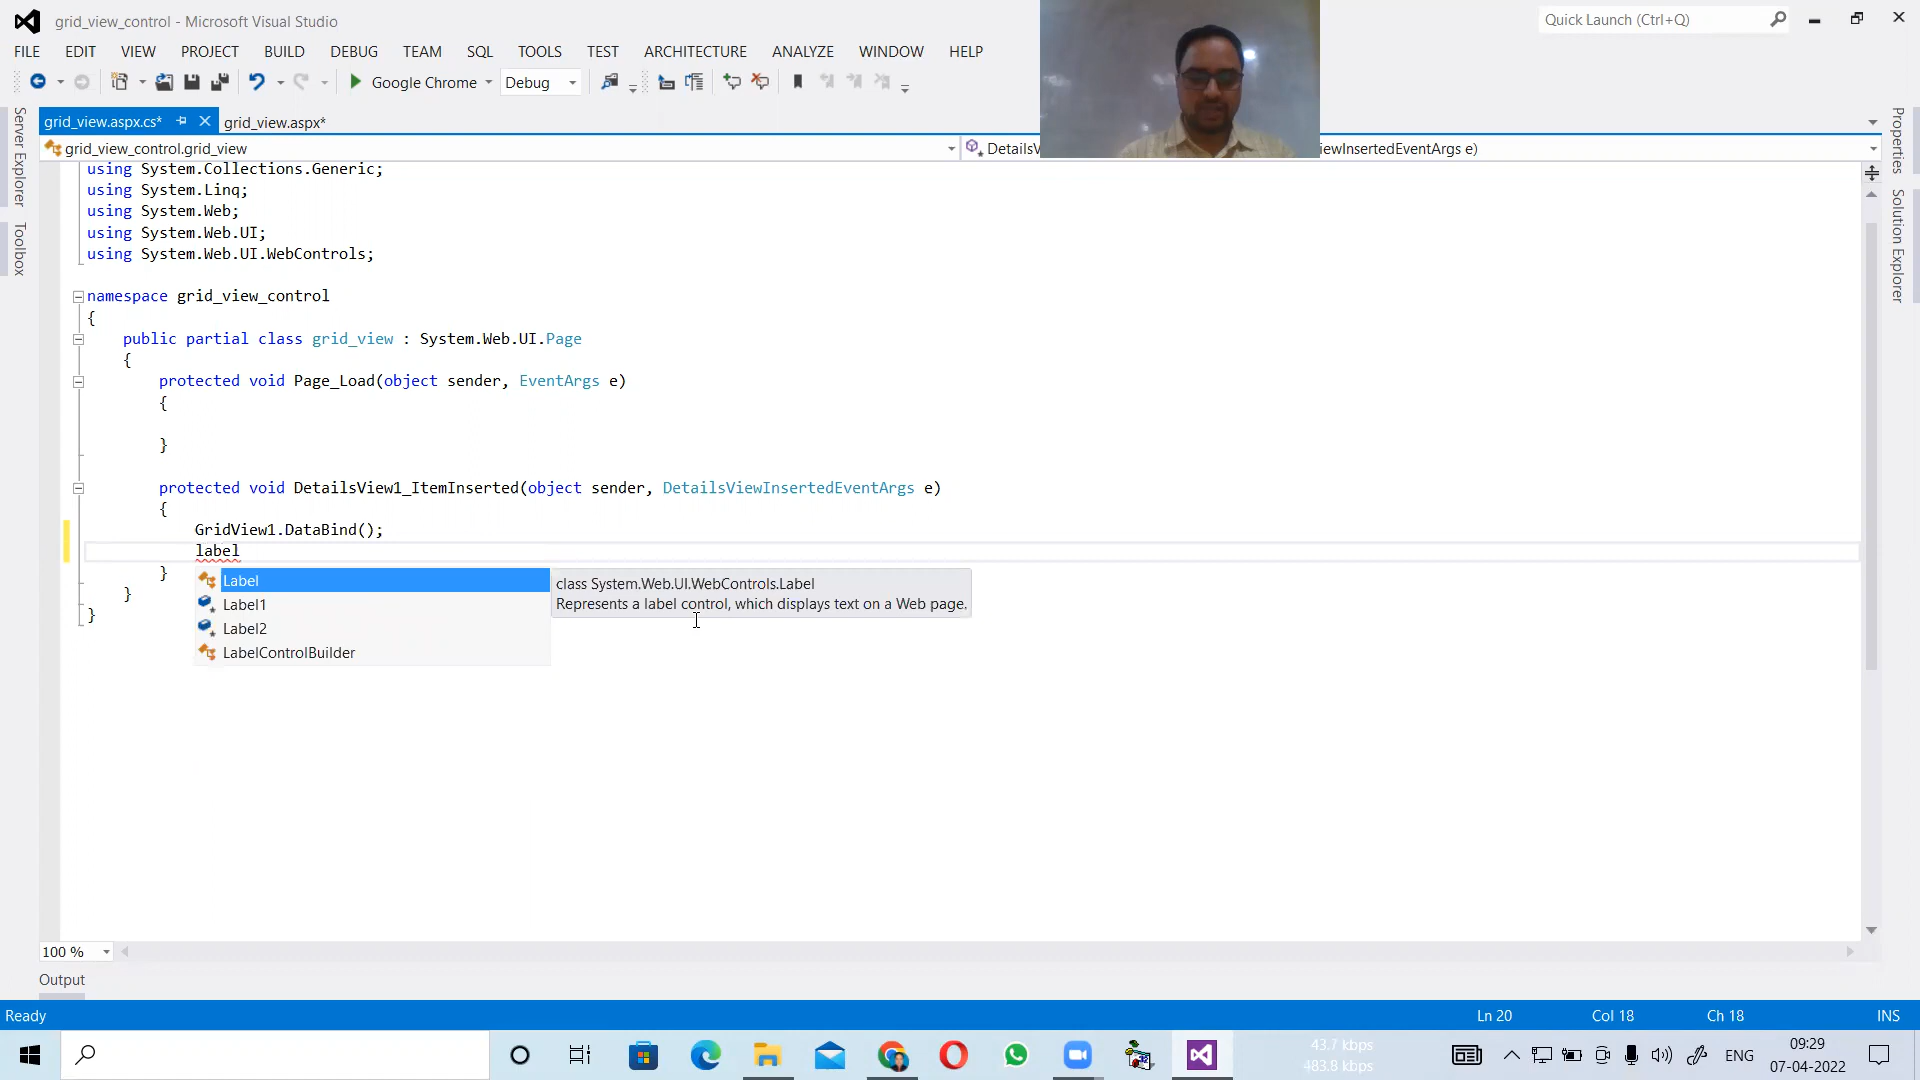 grid_view_control - Microsoft Visual Studio
Quick Launch (Ctrl+Q)
FILE EDIT VIEW PROJECT BUILD DEBUG TEAM SQL TOOLS TEST ARCHITECTURE ANALYZE WINDOW HELP
Google Chrome Debug
grid_view.aspx.cs* grid_view.aspx*
grid_view_control.grid_view DetailsV iewInsertedEventArgs e)
Server Explorer
Toolbox
Properties
Solution Explorer
using System.Collections.Generic;
using System.Linq;
using System.Web;
using System.Web.UI;
using System.Web.UI.WebControls;
namespace grid_view_control
{
public partial class grid_view : System.Web.UI.Page
{
protected void Page_Load(object sender, EventArgs e)
{
}
protected void DetailsView1_ItemInserted(object sender, DetailsViewInsertedEventArgs e)
{
GridView1.DataBind();
label
}
}
}
Label
Label1
Label2
LabelControlBuilder
class System.Web.UI.WebControls.Label
Represents a label control, which displays text on a Web page.
100 %
Output
Ready Ln 20 Col 18 Ch 18 INS
43.7 kbps
483.8 kbps
ENG
09:29
07-04-2022